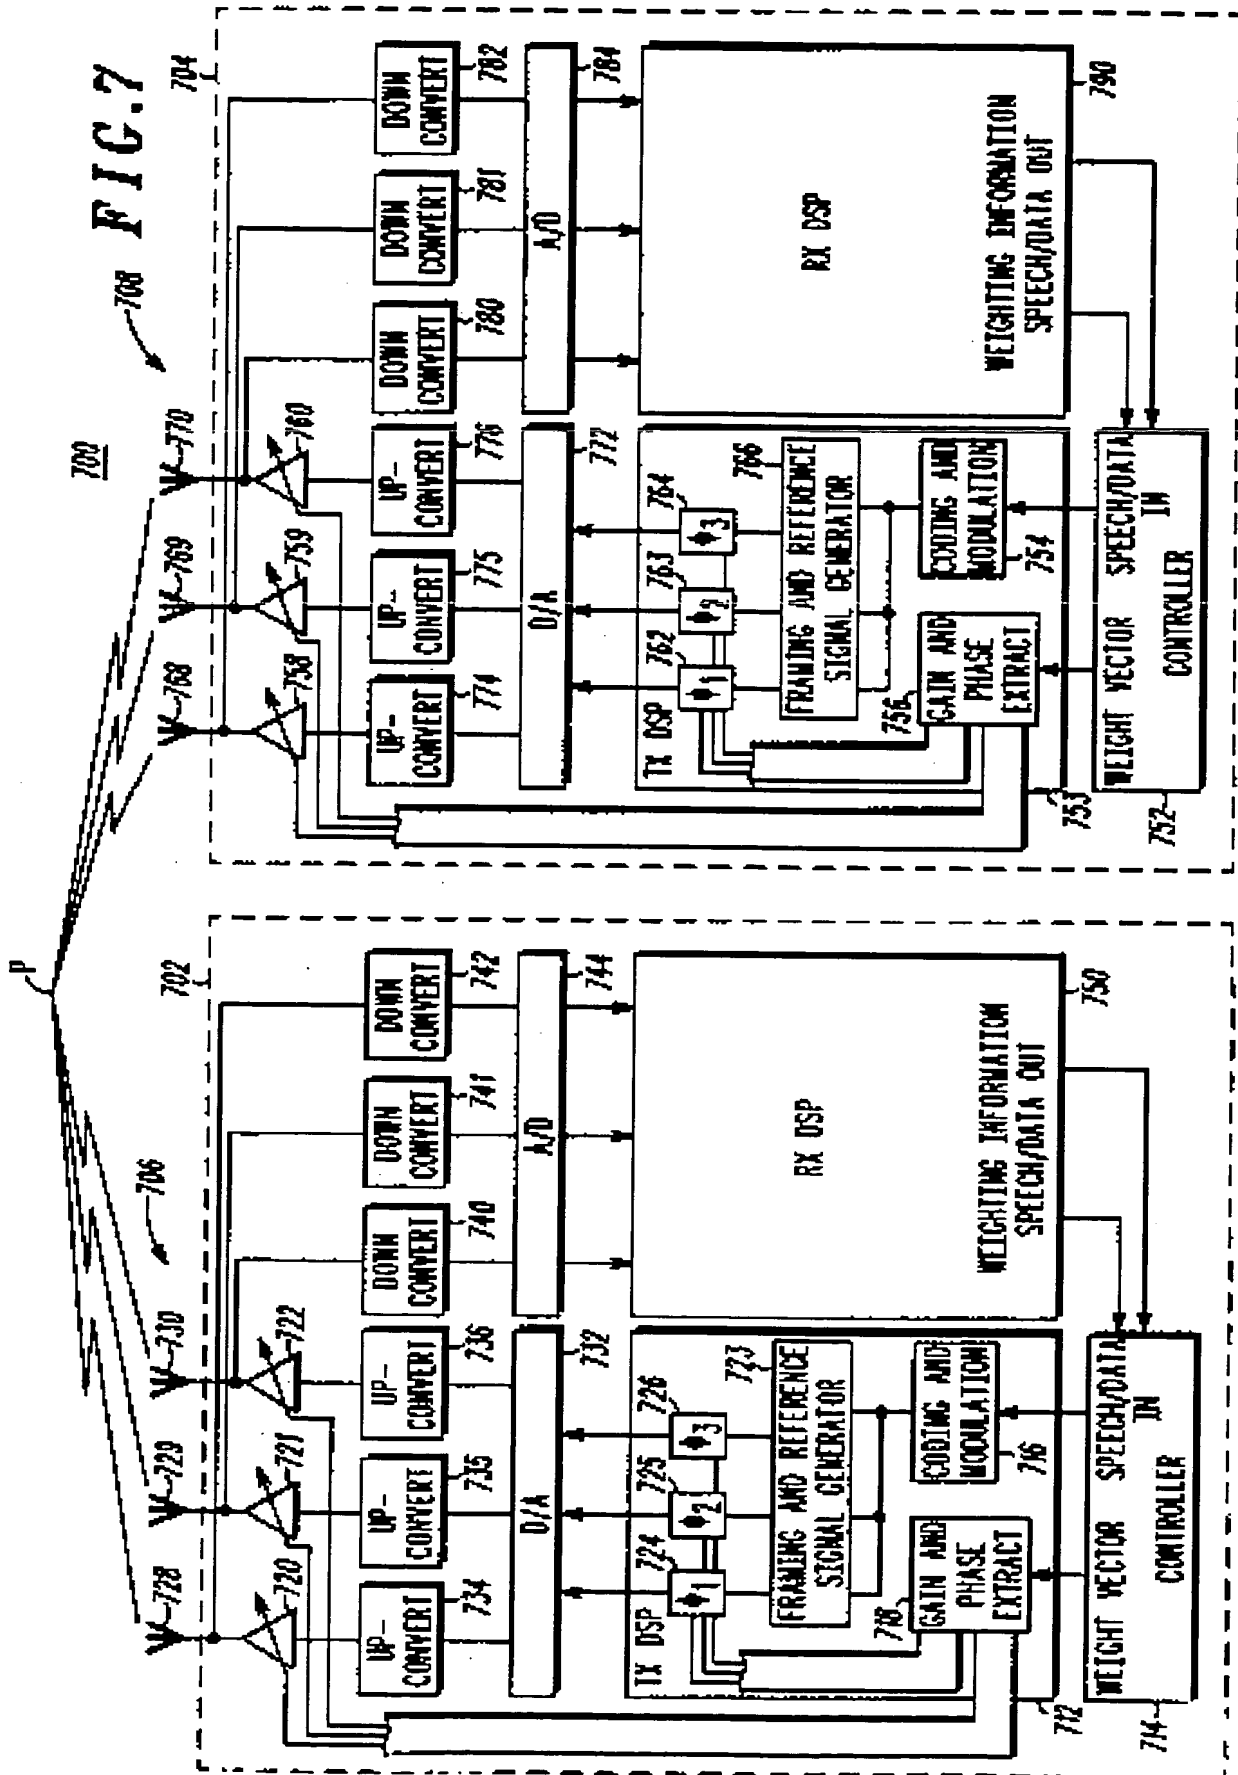 FIG.7
700
708
P
706
702
728
729
730
720
721
722
UP-
CONVERT
734
UP-
CONVERT
735
UP-
CONVERT
736
DOWN
CONVERT
740
DOWN
CONVERT
741
DOWN
CONVERT
742
D/A
732
A/D
744
TX DSP
ϕ1
724
ϕ2
725
ϕ3
726
FRAMING AND REFERENCE
SIGNAL GENERATOR
723
718
GAIN AND
PHASE
EXTRACT
CODING AND
MODULATION
716
712
RX DSP
WEIGHTING INFORMATION
SPEECH/DATA OUT
750
WEIGHT VECTOR SPEECH/DATA
IN
CONTROLLER
714
704
768
769
770
758
759
760
UP-
CONVERT
774
UP-
CONVERT
775
UP-
CONVERT
776
DOWN
CONVERT
780
DOWN
CONVERT
781
DOWN
CONVERT
782
D/A
772
A/D
784
TX DSP
ϕ1
762
ϕ2
763
ϕ3
764
FRAMING AND REFERENCE
SIGNAL GENERATOR
766
756
GAIN AND
PHASE
EXTRACT
CODING AND
MODULATION
754
753
RX DSP
WEIGHTING INFORMATION
SPEECH/DATA OUT
790
WEIGHT VECTOR SPEECH/DATA
IN
CONTROLLER
752